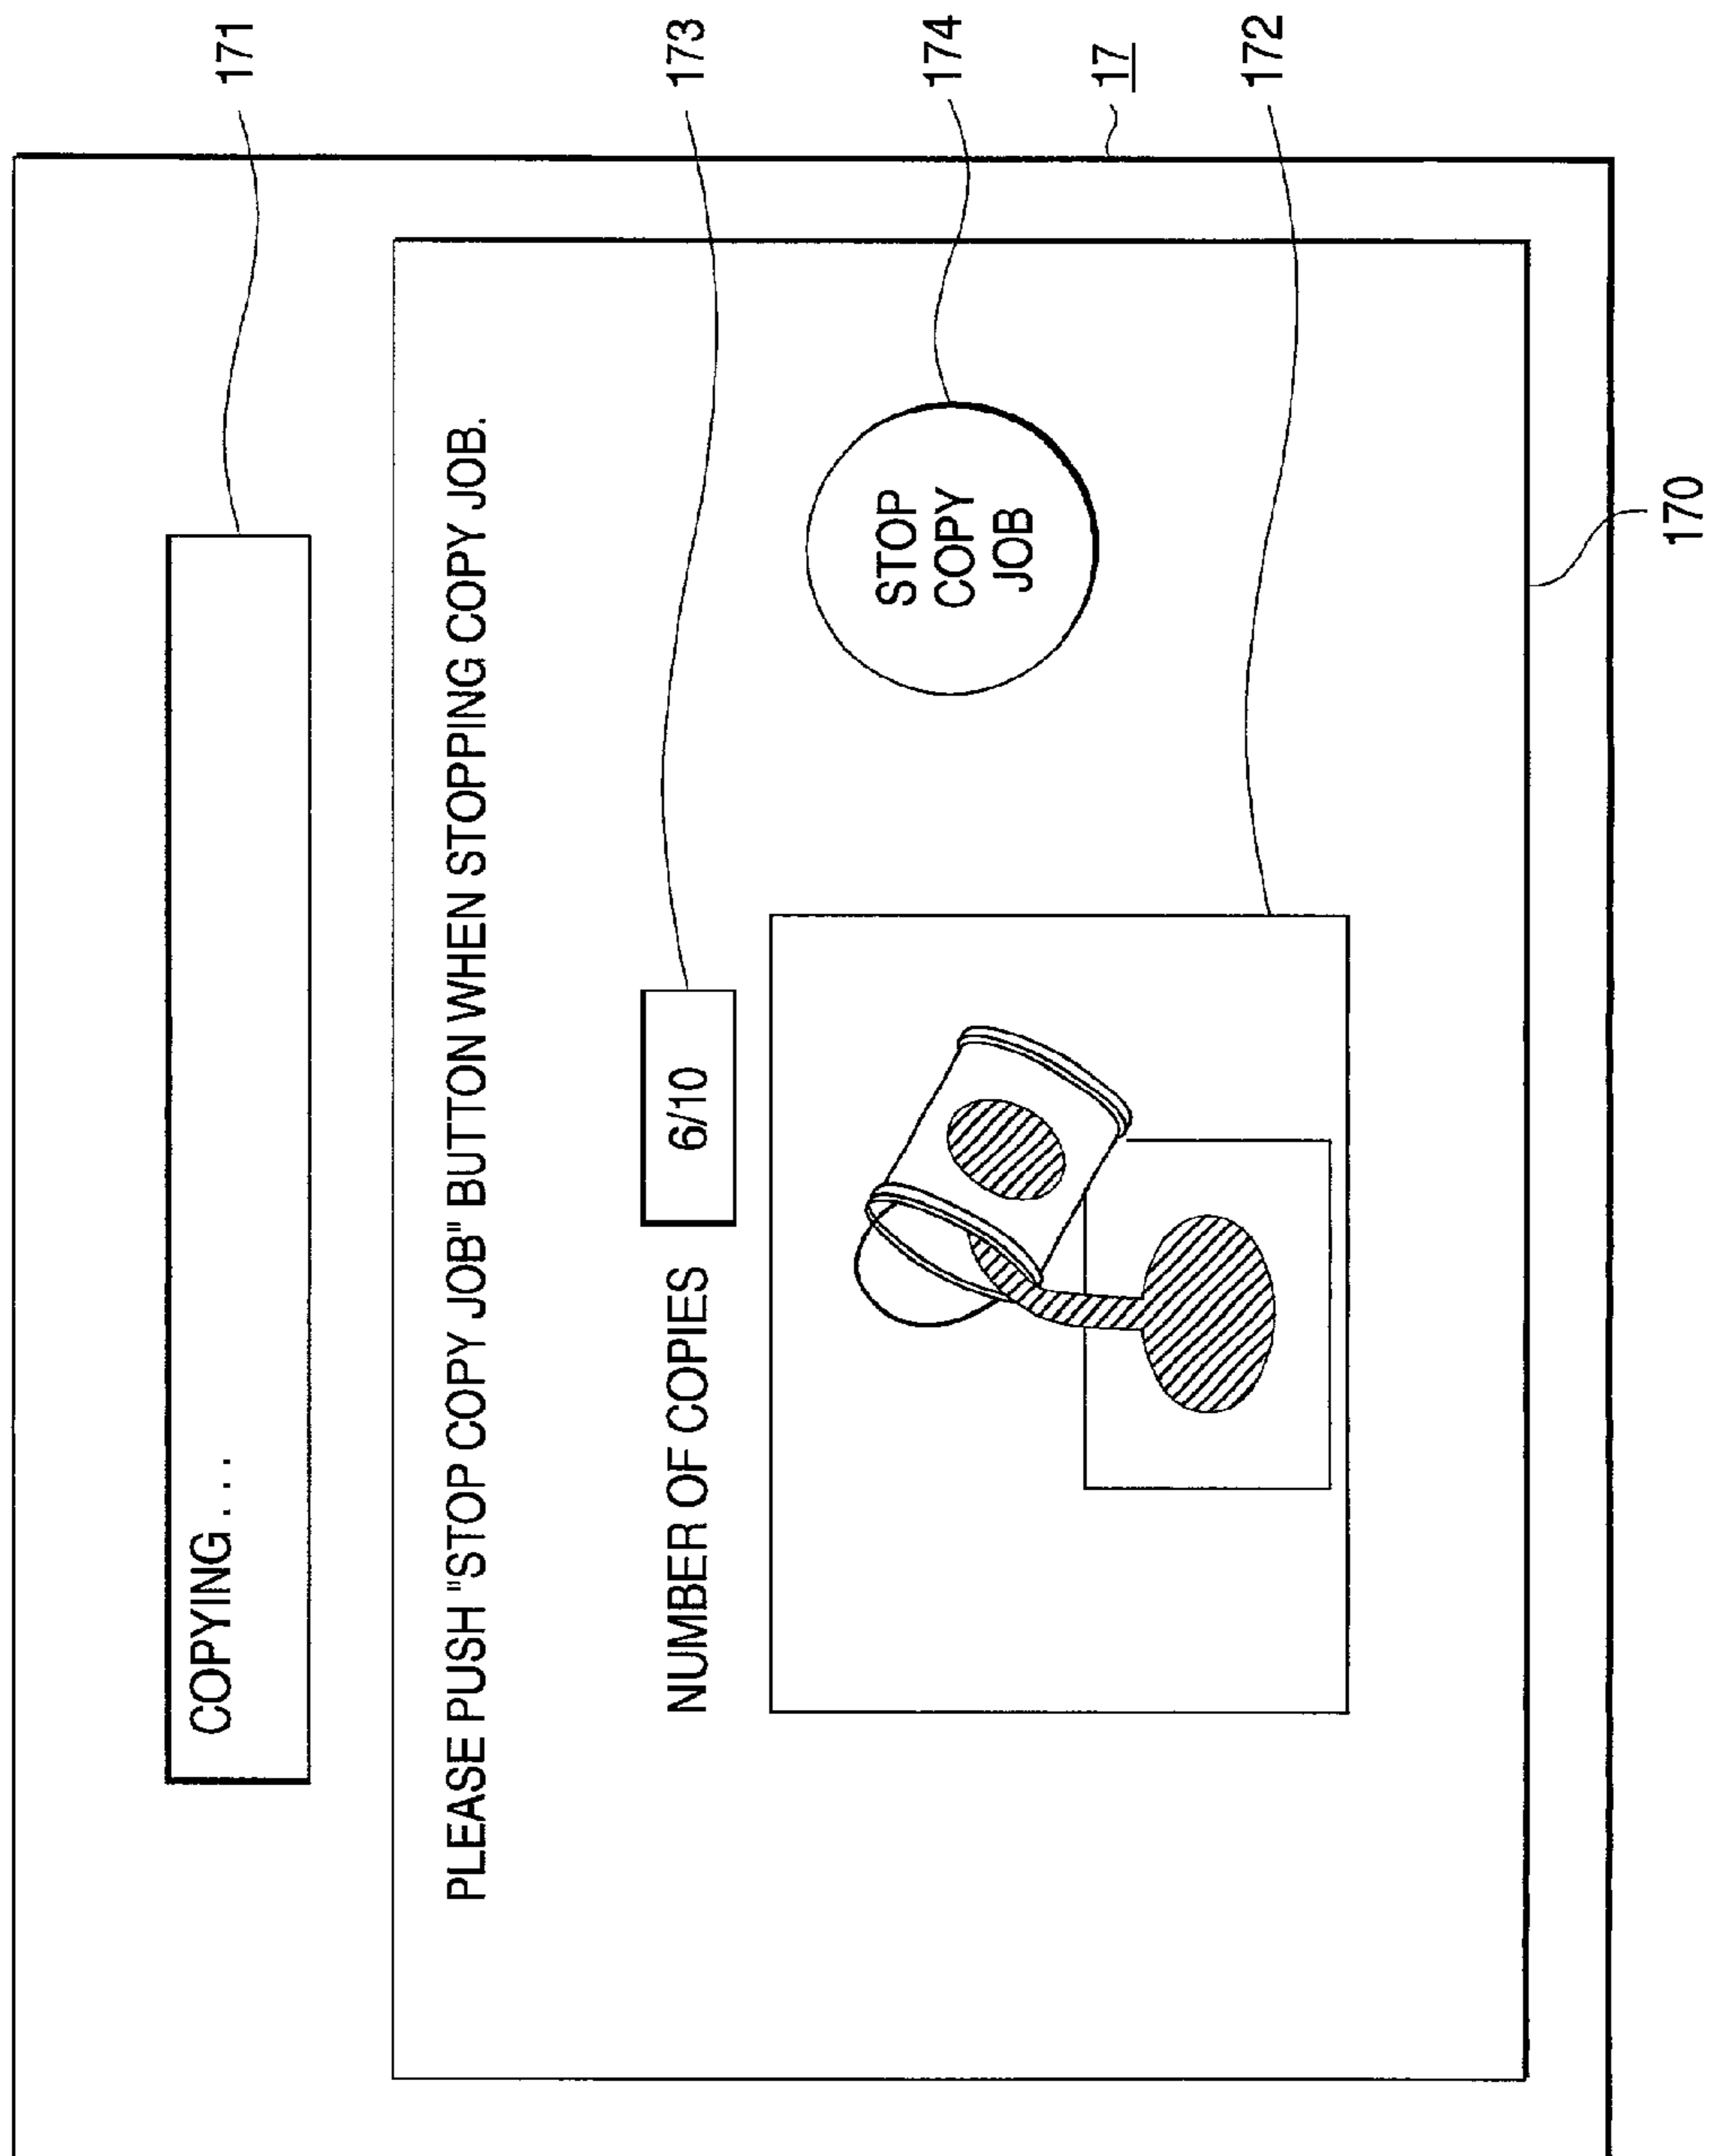 COPYING...
171
PLEASE PUSH "STOP COPY JOB" BUTTON WHEN STOPPING COPY JOB.
NUMBER OF COPIES 6/10
173
STOP
COPY
JOB
174
17
172
170